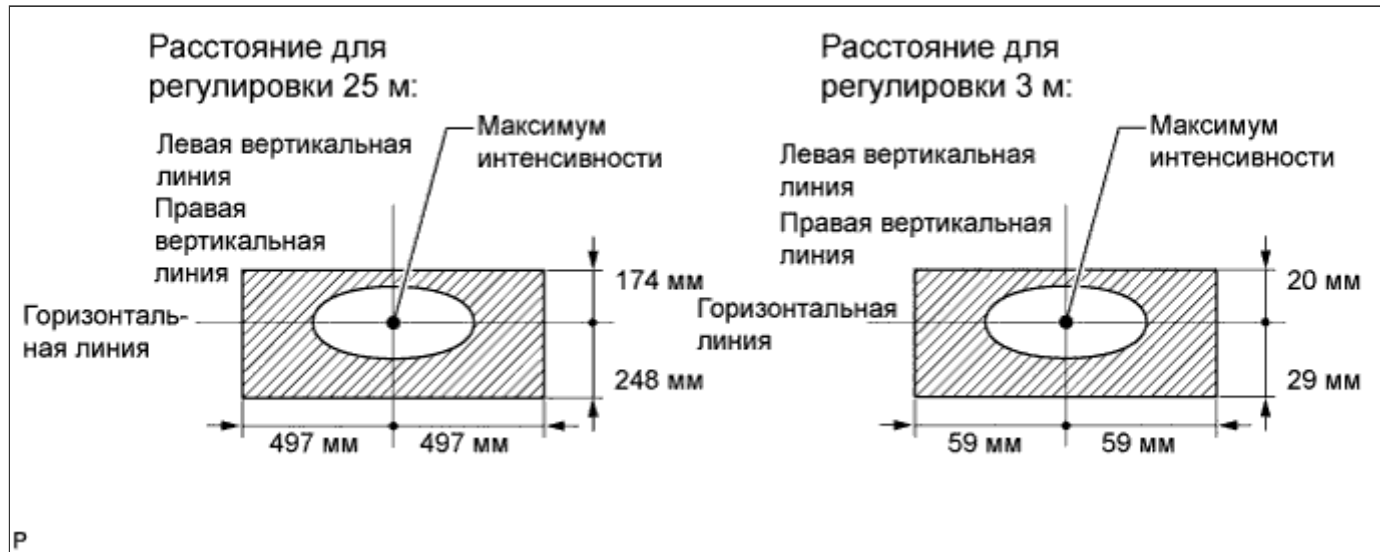 Расстояние для
регулировки 25 м:
Максимум
интенсивности
Левая вертикальная
линия
Правая
вертикальная
линия
Горизонталь-
ная линия
174 мм
248 мм
497 мм
497 мм
Расстояние для
регулировки 3 м:
Максимум
интенсивности
Левая вертикальная
линия
Правая вертикальная
линия
Горизонтальная
линия
20 мм
29 мм
59 мм
59 мм
P